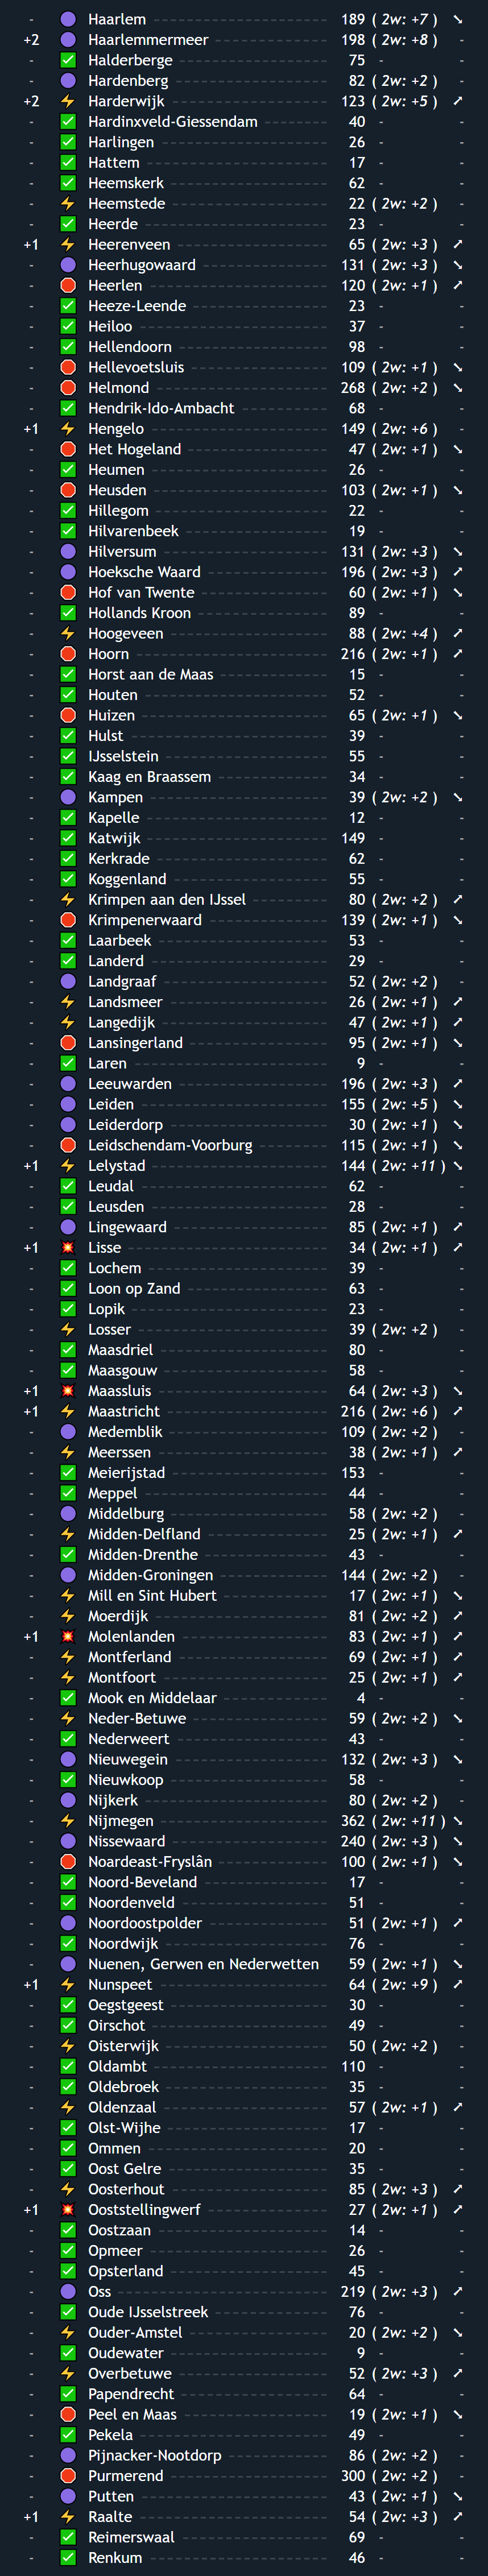 - Haarlem 189 ( 2w: +7 ) ➘
+2 Haarlemmermeer 198 ( 2w: +8 ) -
- Halderberge 75 - -
- Hardenberg 82 ( 2w: +2 ) -
+2 Harderwijk 123 ( 2w: +5 ) ➚
- Hardinxveld-Giessendam 40 - -
- Harlingen 26 - -
- Hattem 17 - -
- Heemskerk 62 - -
- Heemstede 22 ( 2w: +2 ) -
- Heerde 23 - -
+1 Heerenveen 65 ( 2w: +3 ) ➚
- Heerhugowaard 131 ( 2w: +3 ) ➘
- Heerlen 120 ( 2w: +1 ) ➚
- Heeze-Leende 23 - -
- Heiloo 37 - -
- Hellendoorn 98 - -
- Hellevoetsluis 109 ( 2w: +1 ) ➘
- Helmond 268 ( 2w: +2 ) ➘
- Hendrik-Ido-Ambacht 68 - -
+1 Hengelo 149 ( 2w: +6 ) -
- Het Hogeland 47 ( 2w: +1 ) ➘
- Heumen 26 - -
- Heusden 103 ( 2w: +1 ) ➘
- Hillegom 22 - -
- Hilvarenbeek 19 - -
- Hilversum 131 ( 2w: +3 ) ➘
- Hoeksche Waard 196 ( 2w: +3 ) ➚
- Hof van Twente 60 ( 2w: +1 ) ➘
- Hollands Kroon 89 - -
- Hoogeveen 88 ( 2w: +4 ) ➚
- Hoorn 216 ( 2w: +1 ) ➚
- Horst aan de Maas 15 - -
- Houten 52 - -
- Huizen 65 ( 2w: +1 ) ➘
- Hulst 39 - -
- IJsselstein 55 - -
- Kaag en Braassem 34 - -
- Kampen 39 ( 2w: +2 ) ➘
- Kapelle 12 - -
- Katwijk 149 - -
- Kerkrade 62 - -
- Koggenland 55 - -
- Krimpen aan den IJssel 80 ( 2w: +2 ) ➚
- Krimpenerwaard 139 ( 2w: +1 ) ➘
- Laarbeek 53 - -
- Landerd 29 - -
- Landgraaf 52 ( 2w: +2 ) -
- Landsmeer 26 ( 2w: +1 ) ➚
- Langedijk 47 ( 2w: +1 ) ➚
- Lansingerland 95 ( 2w: +1 ) ➘
- Laren 9 - -
- Leeuwarden 196 ( 2w: +3 ) ➚
- Leiden 155 ( 2w: +5 ) ➘
- Leiderdorp 30 ( 2w: +1 ) ➘
- Leidschendam-Voorburg 115 ( 2w: +1 ) ➘
+1 Lelystad 144 ( 2w: +11 ) ➘
- Leudal 62 - -
- Leusden 28 - -
- Lingewaard 85 ( 2w: +1 ) ➚
+1 Lisse 34 ( 2w: +1 ) ➚
- Lochem 39 - -
- Loon op Zand 63 - -
- Lopik 23 - -
- Losser 39 ( 2w: +2 ) -
- Maasdriel 80 - -
- Maasgouw 58 - -
+1 Maassluis 64 ( 2w: +3 ) ➘
+1 Maastricht 216 ( 2w: +6 ) ➚
- Medemblik 109 ( 2w: +2 ) -
- Meerssen 38 ( 2w: +1 ) ➚
- Meierijstad 153 - -
- Meppel 44 - -
- Middelburg 58 ( 2w: +2 ) -
- Midden-Delfland 25 ( 2w: +1 ) ➚
- Midden-Drenthe 43 - -
- Midden-Groningen 144 ( 2w: +2 ) -
- Mill en Sint Hubert 17 ( 2w: +1 ) ➘
- Moerdijk 81 ( 2w: +2 ) ➚
+1 Molenlanden 83 ( 2w: +1 ) ➚
- Montferland 69 ( 2w: +1 ) ➚
- Montfoort 25 ( 2w: +1 ) ➚
- Mook en Middelaar 4 - -
- Neder-Betuwe 59 ( 2w: +2 ) ➘
- Nederweert 43 - -
- Nieuwegein 132 ( 2w: +3 ) ➘
- Nieuwkoop 58 - -
- Nijkerk 80 ( 2w: +2 ) -
- Nijmegen 362 ( 2w: +11 ) ➘
- Nissewaard 240 ( 2w: +3 ) ➘
- Noardeast-Fryslân 100 ( 2w: +1 ) ➘
- Noord-Beveland 17 - -
- Noordenveld 51 - -
- Noordoostpolder 51 ( 2w: +1 ) ➚
- Noordwijk 76 - -
- Nuenen, Gerwen en Nederwetten 59 ( 2w: +1 ) ➘
+1 Nunspeet 64 ( 2w: +9 ) ➚
- Oegstgeest 30 - -
- Oirschot 49 - -
- Oisterwijk 50 ( 2w: +2 ) -
- Oldambt 110 - -
- Oldebroek 35 - -
- Oldenzaal 57 ( 2w: +1 ) ➚
- Olst-Wijhe 17 - -
- Ommen 20 - -
- Oost Gelre 35 - -
- Oosterhout 85 ( 2w: +3 ) ➚
+1 Ooststellingwerf 27 ( 2w: +1 ) ➚
- Oostzaan 14 - -
- Opmeer 26 - -
- Opsterland 45 - -
- Oss 219 ( 2w: +3 ) ➚
- Oude IJsselstreek 76 - -
- Ouder-Amstel 20 ( 2w: +2 ) ➘
- Oudewater 9 - -
- Overbetuwe 52 ( 2w: +3 ) ➚
- Papendrecht 64 - -
- Peel en Maas 19 ( 2w: +1 ) ➘
- Pekela 49 - -
- Pijnacker-Nootdorp 86 ( 2w: +2 ) -
- Purmerend 300 ( 2w: +2 ) -
- Putten 43 ( 2w: +1 ) ➘
+1 Raalte 54 ( 2w: +3 ) ➚
- Reimerswaal 69 - -
- Renkum 46 - -